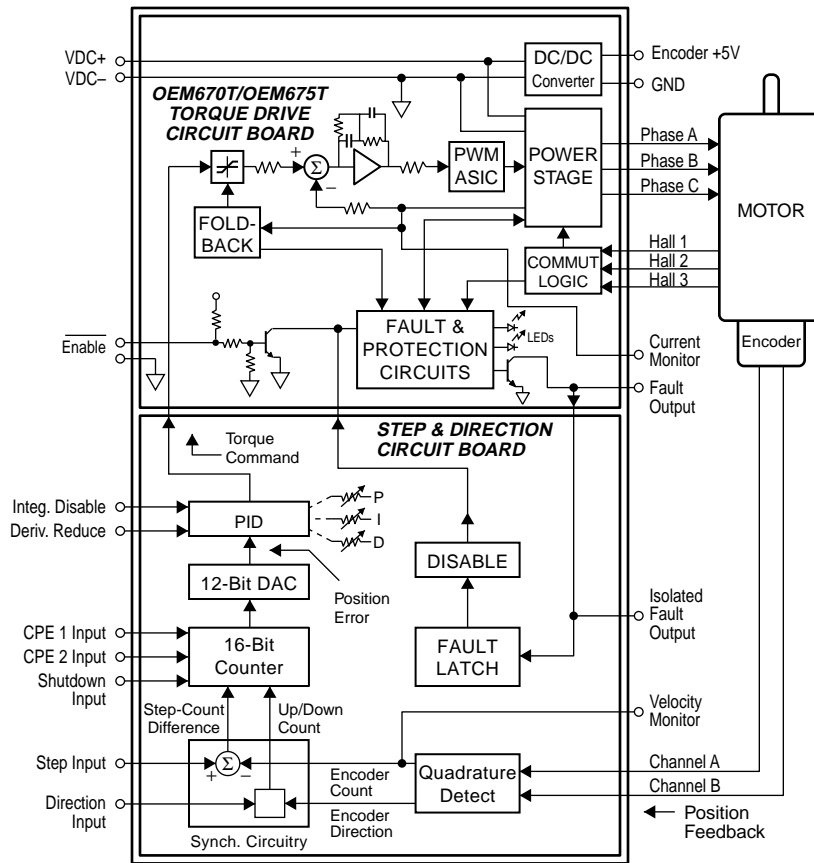 VDC+
VDC–
OEM670T/OEM675T
TORQUE DRIVE
CIRCUIT BOARD
DC/DC
Converter
Encoder +5V
GND
+
Σ
–
PWM
ASIC
POWER
STAGE
Phase A
Phase B
Phase C
MOTOR
FOLD-
BACK
COMMUT
LOGIC
Hall 1
Hall 2
Hall 3
Enable
FAULT &
PROTECTION
CIRCUITS
LEDs
Encoder
Current
Monitor
Fault
Output
STEP & DIRECTION
CIRCUIT BOARD
Torque
Command
Integ. Disable
Deriv. Reduce
PID
P
I
D
12-Bit DAC
Position
Error
DISABLE
CPE 1 Input
CPE 2 Input
Shutdown
Input
16-Bit
Counter
FAULT
LATCH
Isolated
Fault
Output
Step-Count
Difference
Up/Down
Count
Velocity
Monitor
Step Input
+
Σ
–
Encoder
Count
Quadrature
Detect
Channel A
Channel B
Direction
Input
Encoder
Direction
Synch. Circuitry
Position
Feedback